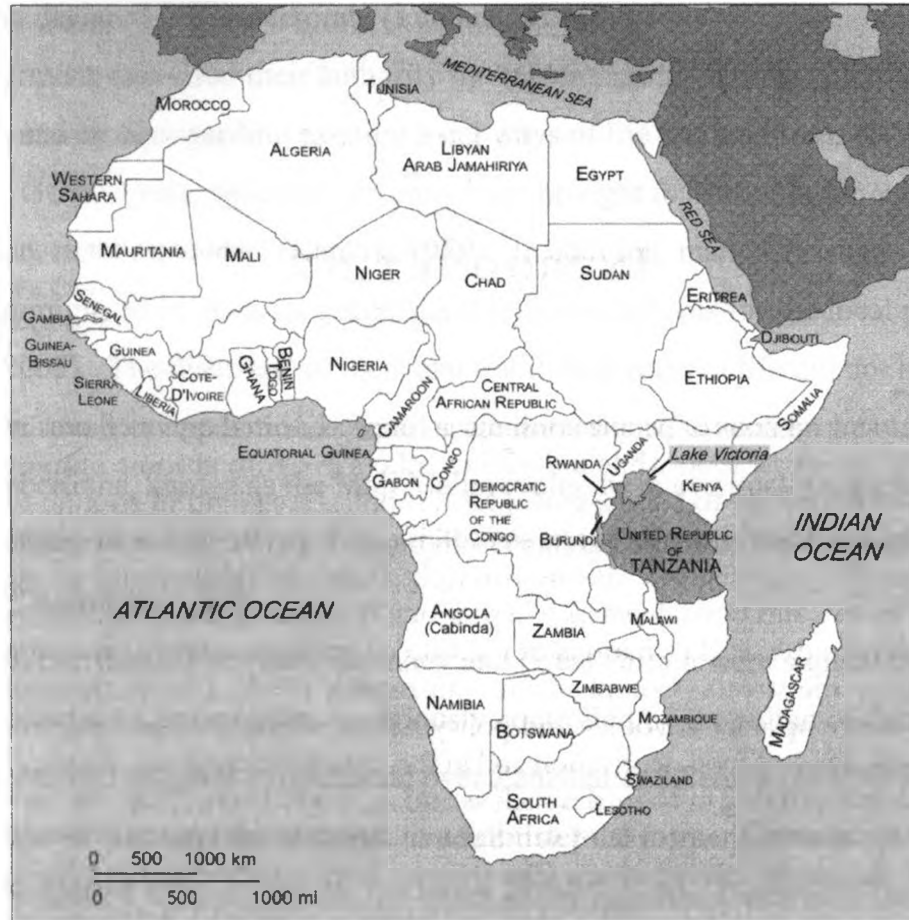 MEDITERRANEAN SEA
TUNISIA
MOROCCO
ALGERIA
LIBYAN
ARAB JAMAHIRIYA
EGYPT
WESTERN
SAHARA
RED SEA
MAURITANIA
MALI
NIGER
CHAD
SUDAN
ERITREA
SENEGAL
GAMBIA
DJIBOUTI
GUINEA-
BISSAU
GUINEA
NIGERIA
BENIN
TOGO
GHANA
COTE-
D'IVOIRE
SIERRA
LEONE
LIBERIA
ETHIOPIA
SOMALIA
CENTRAL
AFRICAN REPUBLIC
CAMAROON
EQUATORIAL GUINEA
UGANDA
Lake Victoria
RWANDA
KENYA
GABON
CONGO
DEMOCRATIC
REPUBLIC
OF THE
CONGO
BURUNDI
UNITED REPUBLIC
OF
TANZANIA
INDIAN
OCEAN
ATLANTIC OCEAN
ANGOLA
(Cabinda)
ZAMBIA
MALAWI
ZIMBABWE
MADAGASCAR
NAMIBIA
BOTSWANA
MOZAMBIQUE
SWAZILAND
SOUTH
AFRICA
LESOTHO
0 500 1000 km
0 500 1000 mi